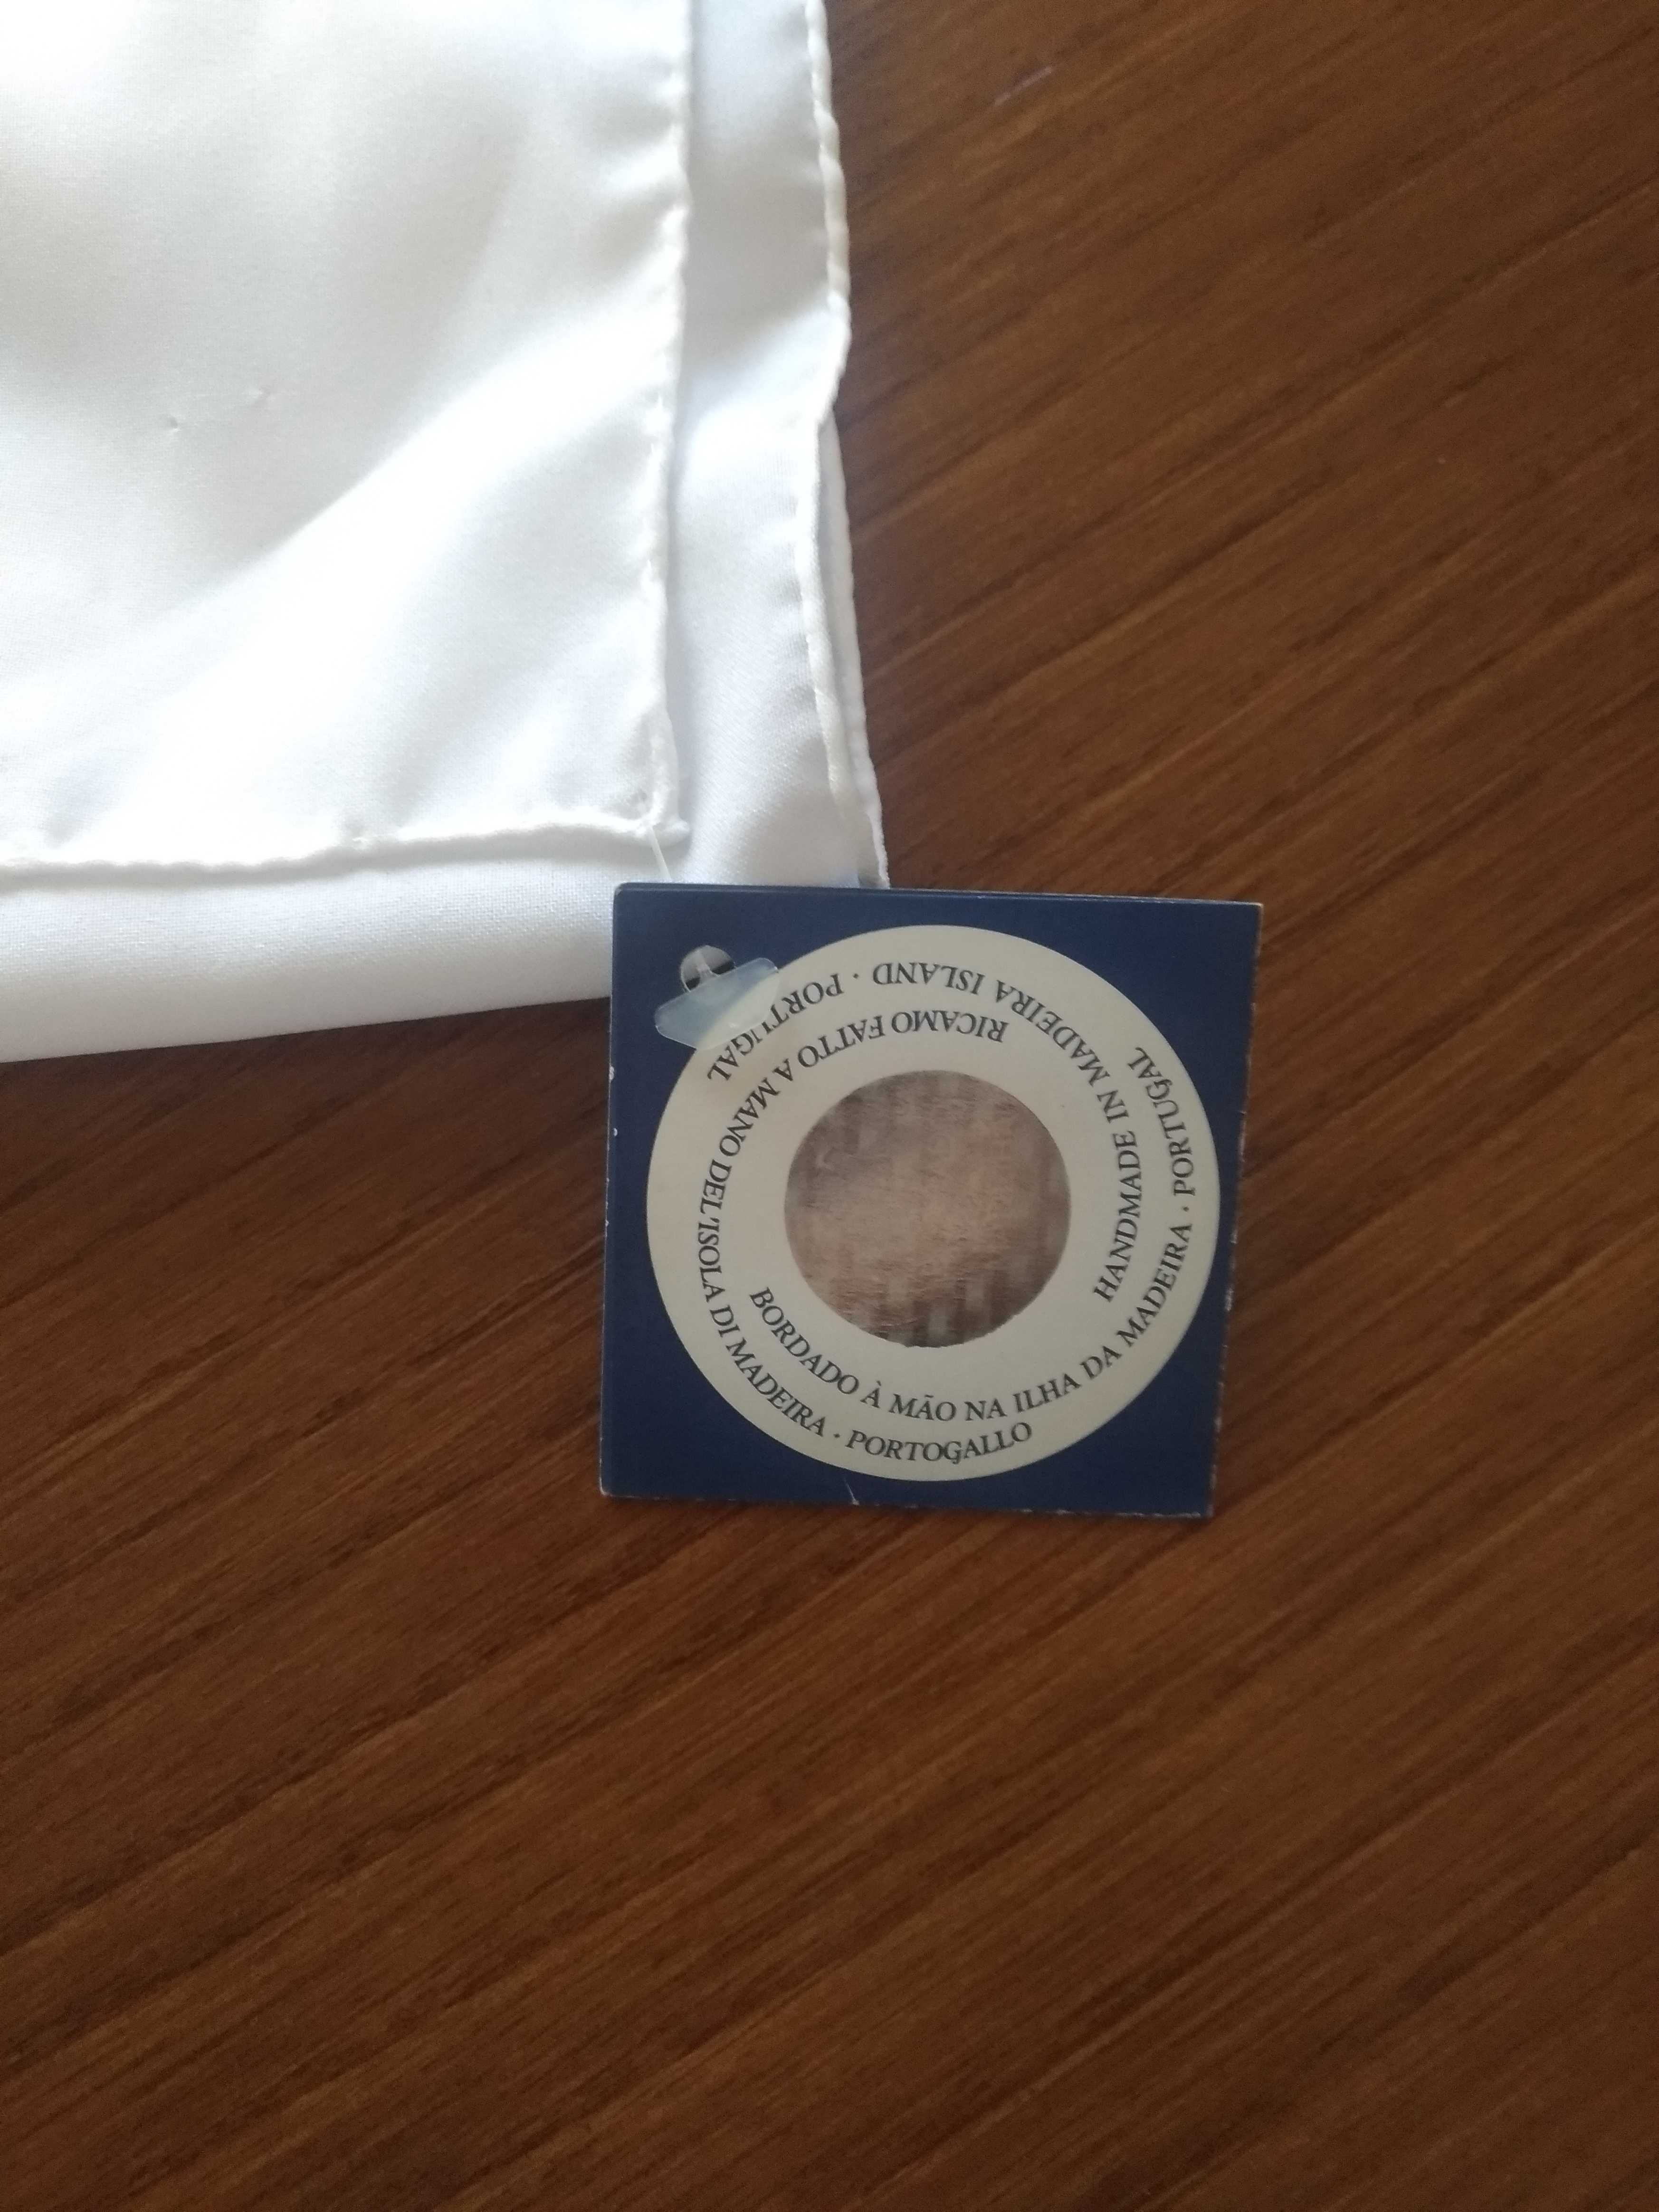 BORDADO À MÃO NA ILHA DA MADEIRA · PORTUGAL
HANDMADE IN MADEIRA ISLAND · PORTUGAL
RICAMO FATTO A MANO DEL'ISOLA DI MADEIRA · PORTOGALLO